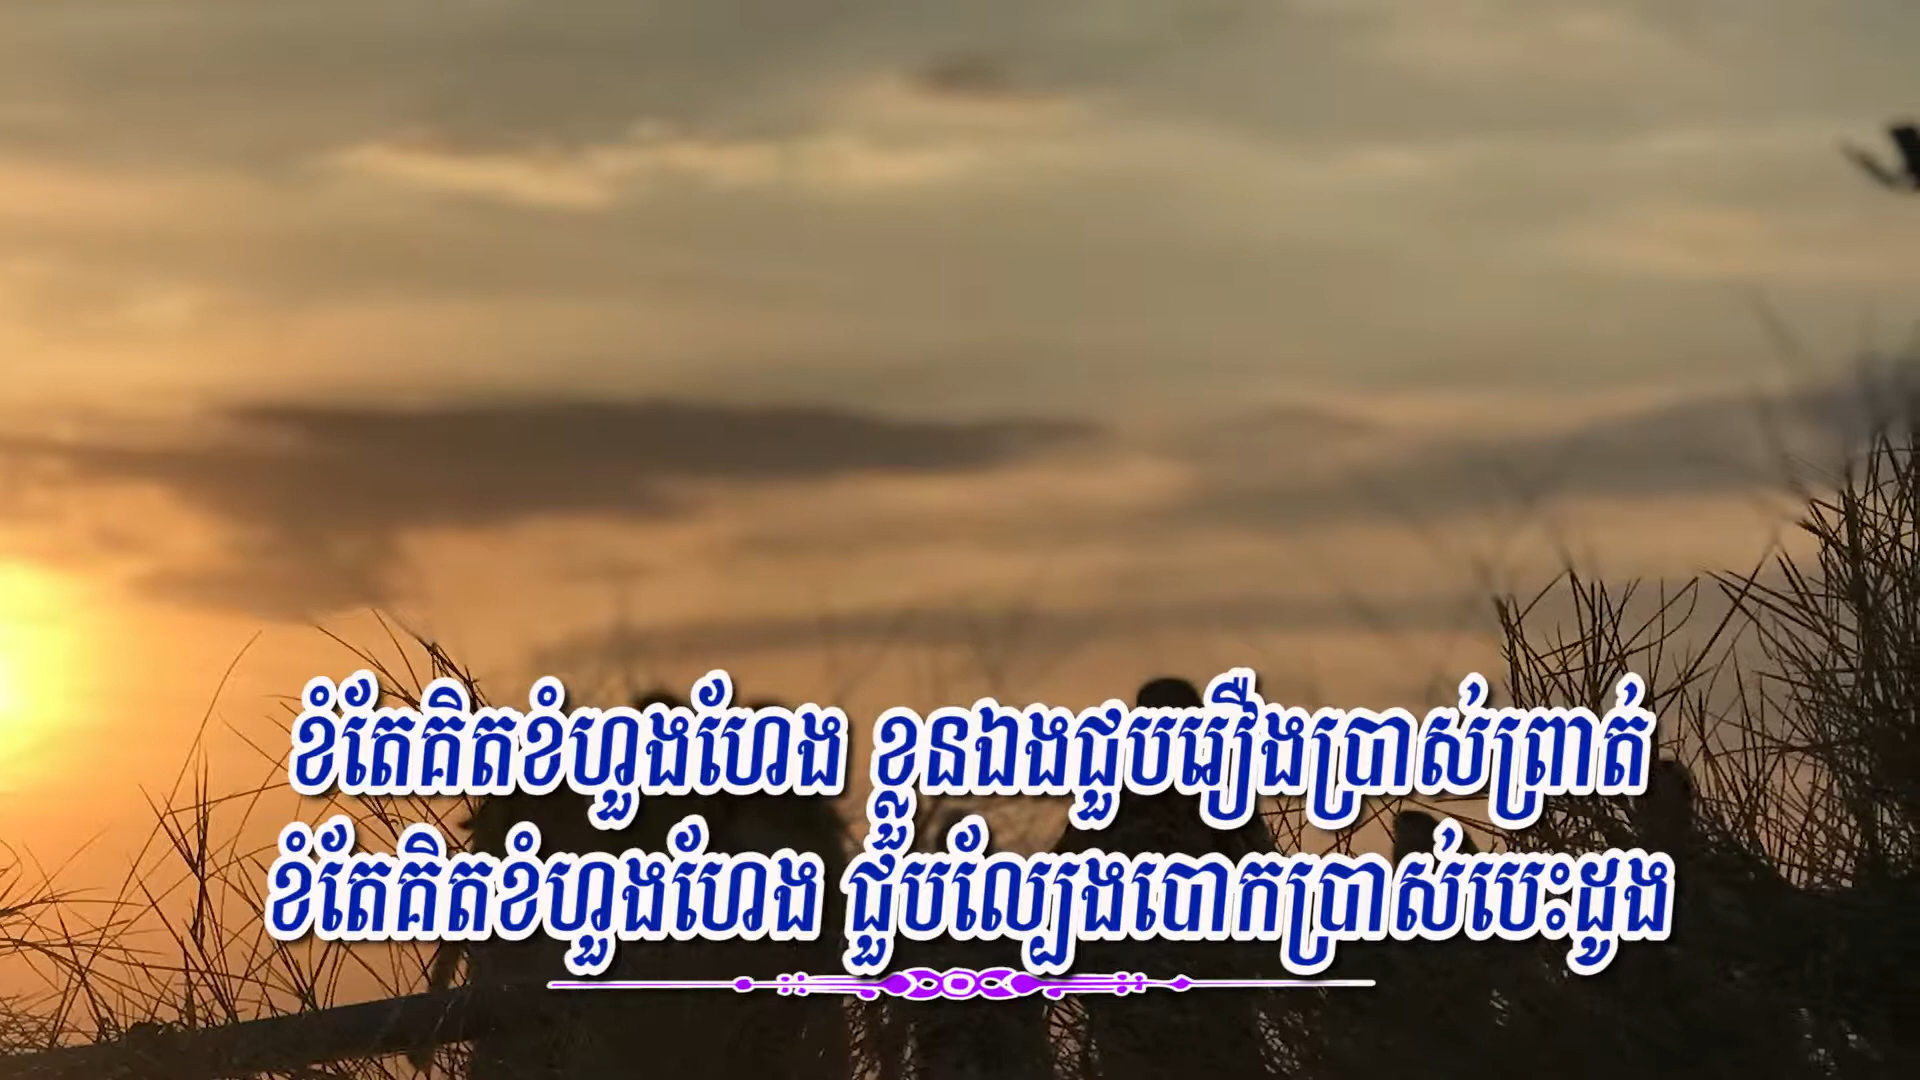 ខំតែគិតខំហួងហែង ខ្លួនឯងជួបរឿងប្រាស់ព្រាត់
ខំតែគិតខំហួងហែង ជួបល្បែងបោកប្រាស់បេះដូង